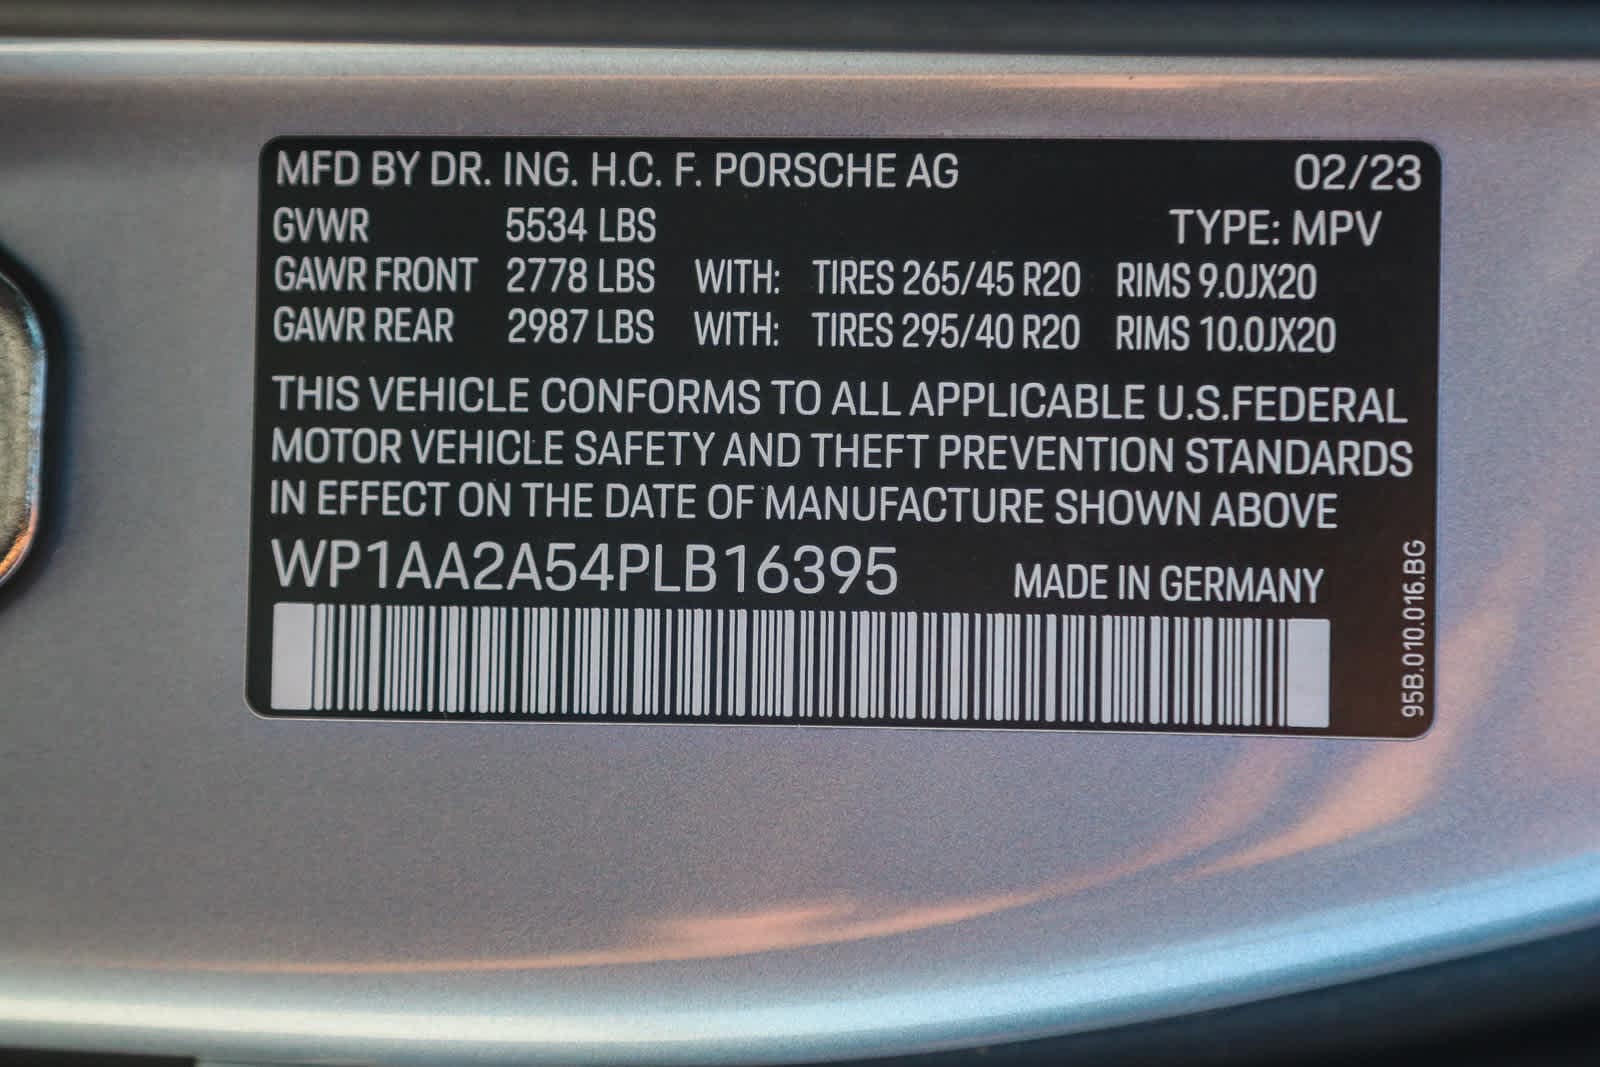 MFD BY DR. ING. H.C. F. PORSCHE AG 02/23
GVWR 5534 LBS TYPE: MPV
GAWR FRONT 2778 LBS WITH: TIRES 265/45 R20 RIMS 9.0JX20
GAWR REAR 2987 LBS WITH: TIRES 295/40 R20 RIMS 10.0JX20
THIS VEHICLE CONFORMS TO ALL APPLICABLE U.S.FEDERAL
MOTOR VEHICLE SAFETY AND THEFT PREVENTION STANDARDS
IN EFFECT ON THE DATE OF MANUFACTURE SHOWN ABOVE
WP1AA2A54PLB16395 MADE IN GERMANY
95B.010.016.BG